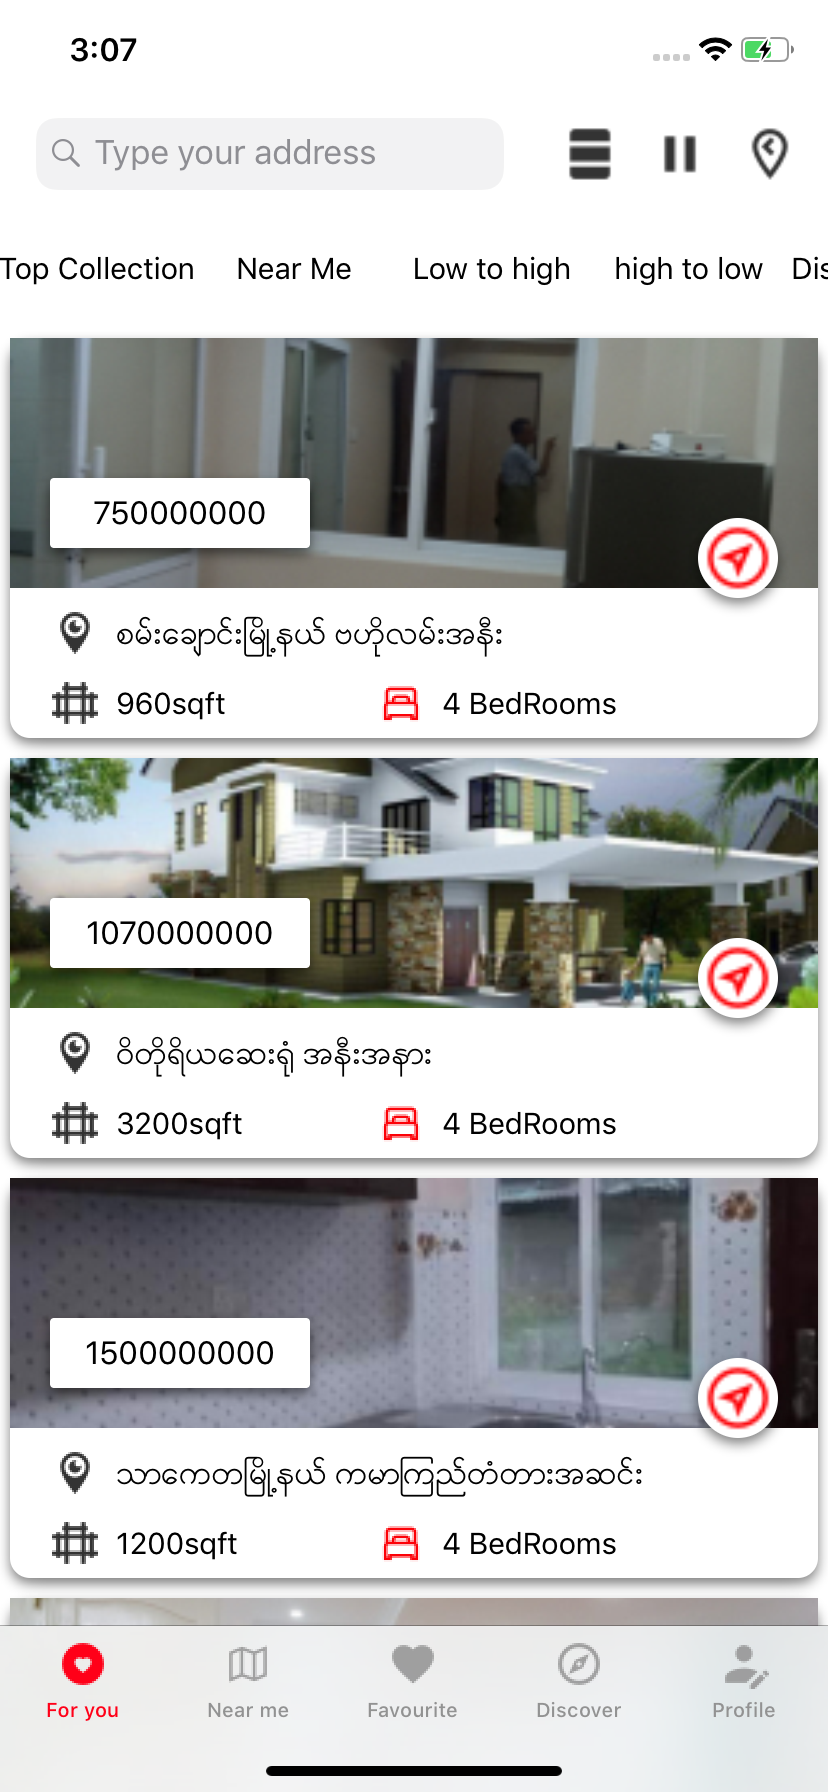 3:07
Type your address
Top Collection Near Me Low to high high to low Dis
750000000
စမ်းချောင်းမြို့နယ် ဗဟိုလမ်းအနီး
960sqft 4 BedRooms
1070000000
ဝိတိုရိယဆေးရုံ အနီးအနား
3200sqft 4 BedRooms
1500000000
သာကေတမြို့နယ် ကမာကြည်တံတားအဆင်း
1200sqft 4 BedRooms
For you Near me Favourite Discover Profile